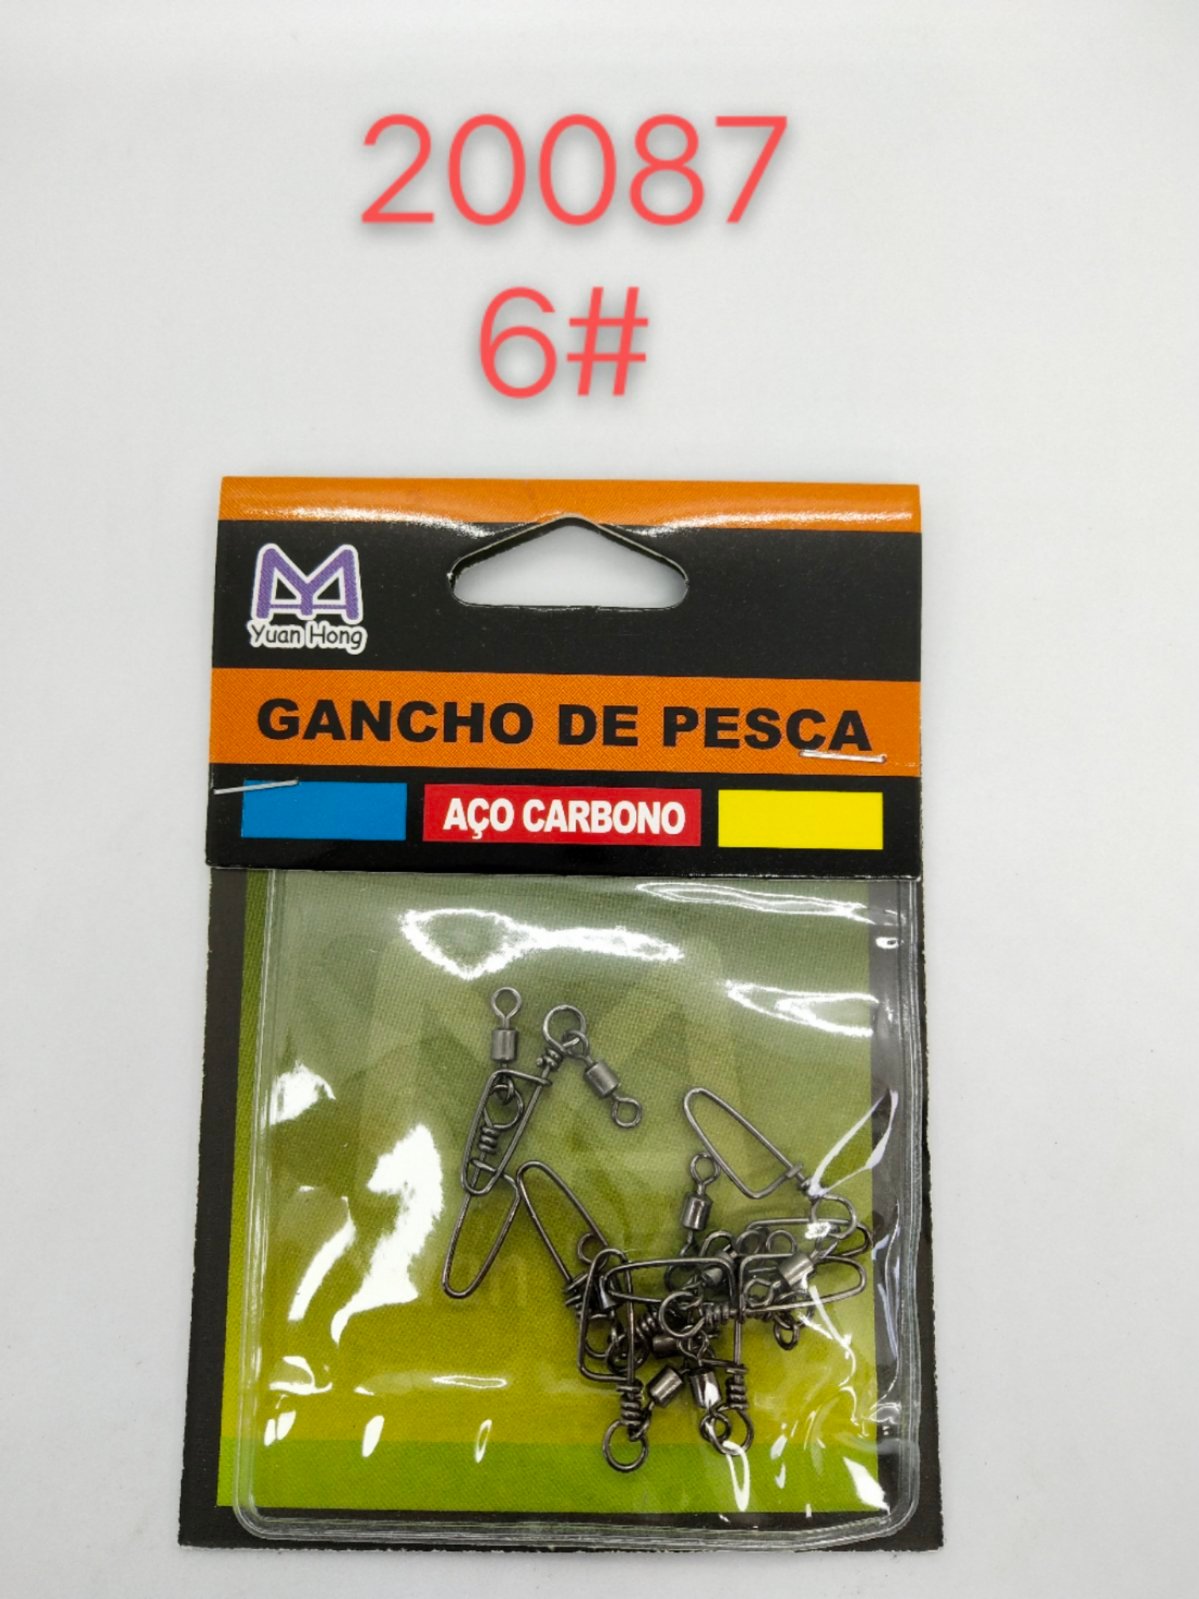 20087
6#
Yuan Hong
GANCHO DE PESCA
AÇO CARBONO